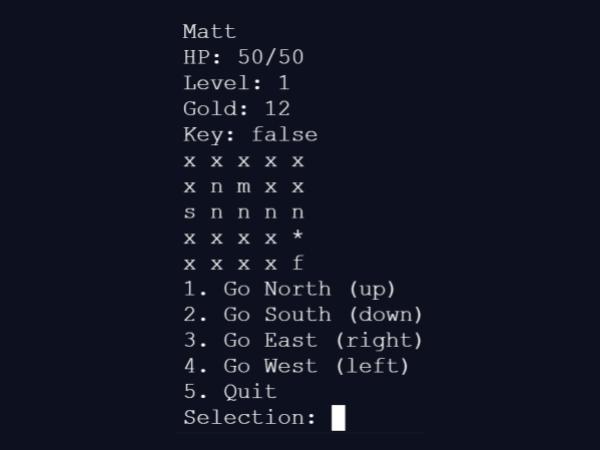 Matt
HP: 50/50
Level: 1
Gold: 12
Key: false
x x x x x
x n m x x
s n n n n
x x x x *
x x x x f
1. Go North (up)
2. Go South (down)
3. Go East (right)
4. Go West (left)
5. Quit
Selection: